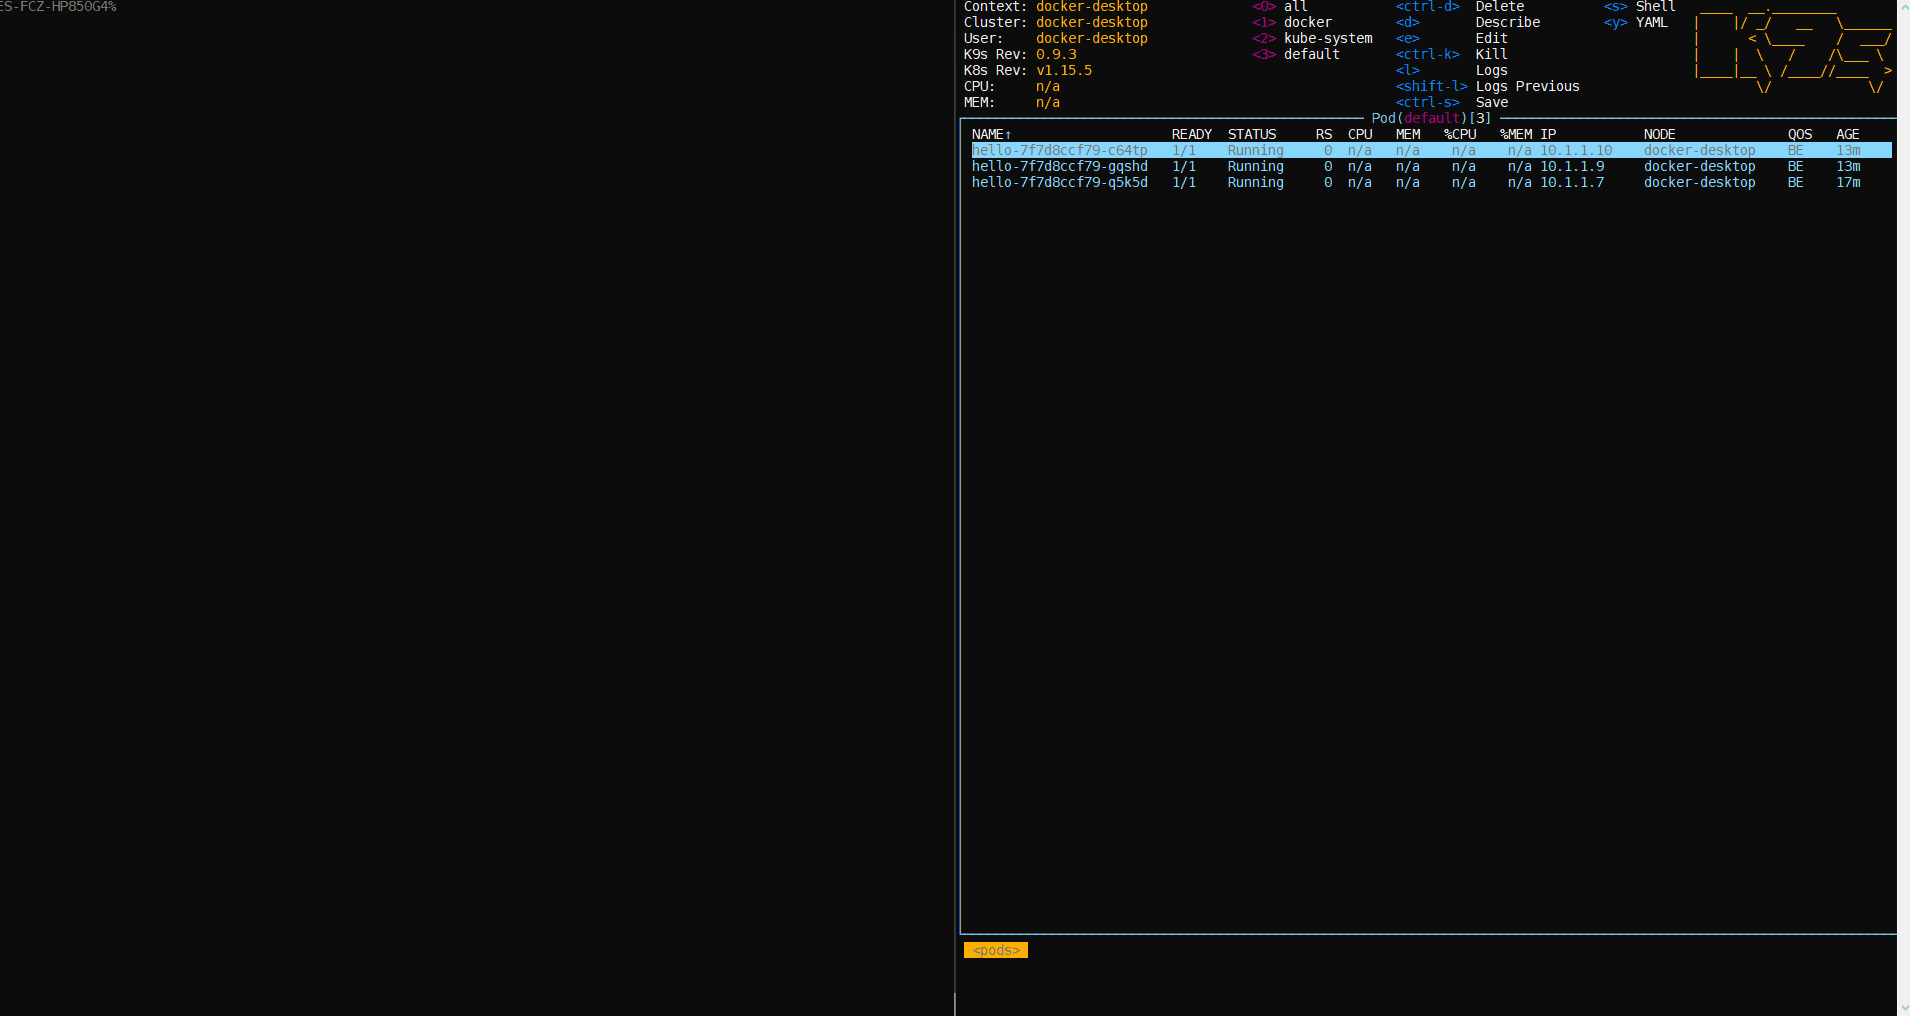 ES-FCZ-HP850G4%
Context: docker-desktop <0> all <ctrl-d> Delete <s> Shell
Cluster: docker-desktop <1> docker <d> Describe <y> YAML
User: docker-desktop <2> kube-system <e> Edit
K9s Rev: 0.9.3 <3> default <ctrl-k> Kill
K8s Rev: v1.15.5 <l> Logs
CPU: n/a <shift-l> Logs Previous
MEM: n/a <ctrl-s> Save
Pod(default)[3]
NAME↑ READY STATUS RS CPU MEM %CPU %MEM IP NODE QOS AGE
hello-7f7d8ccf79-c64tp 1/1 Running 0 n/a n/a n/a n/a 10.1.1.10 docker-desktop BE 13m
hello-7f7d8ccf79-gqshd 1/1 Running 0 n/a n/a n/a n/a 10.1.1.9 docker-desktop BE 13m
hello-7f7d8ccf79-q5k5d 1/1 Running 0 n/a n/a n/a n/a 10.1.1.7 docker-desktop BE 17m
<pods>